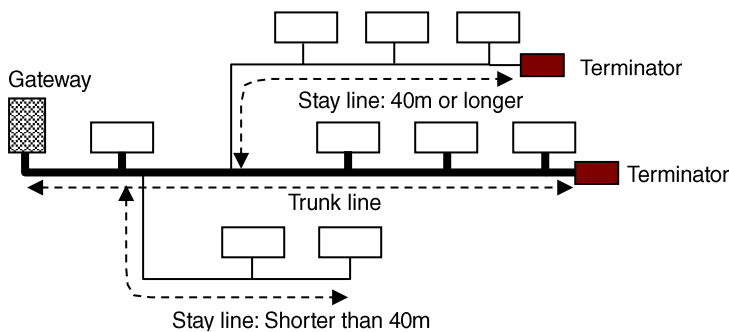 Terminator
Gateway
Stay line: 40m or longer
Terminator
Trunk line
Stay line: Shorter than 40m